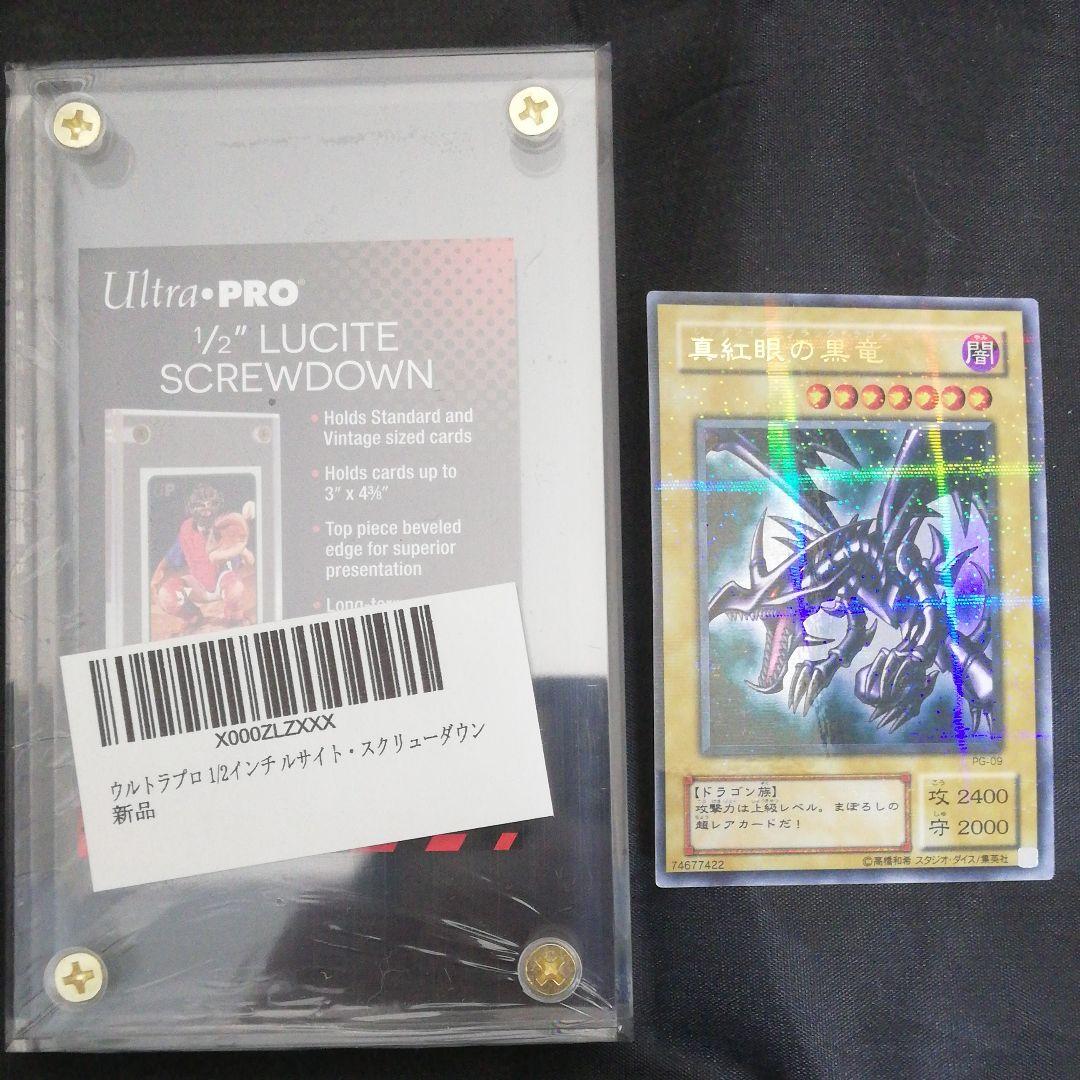 Ultra•PRO®
1/2" LUCITE
SCREWDOWN
• Holds Standard and
Vintage sized cards
• Holds cards up to
3" x 4⅜"
• Top piece beveled
edge for superior
presentation
• Long-term
X000ZLZXXX
ウルトラプロ 1/2インチ ルサイト・スクリューダウン
新品
真紅眼の黒竜
闇
PG-09
【ドラゴン族】
攻撃力は上級レベル。まぼろしの
超レアカードだ!
攻 2400
守 2000
74677422
©高橋和希 スタジオ・ダイス/集英社